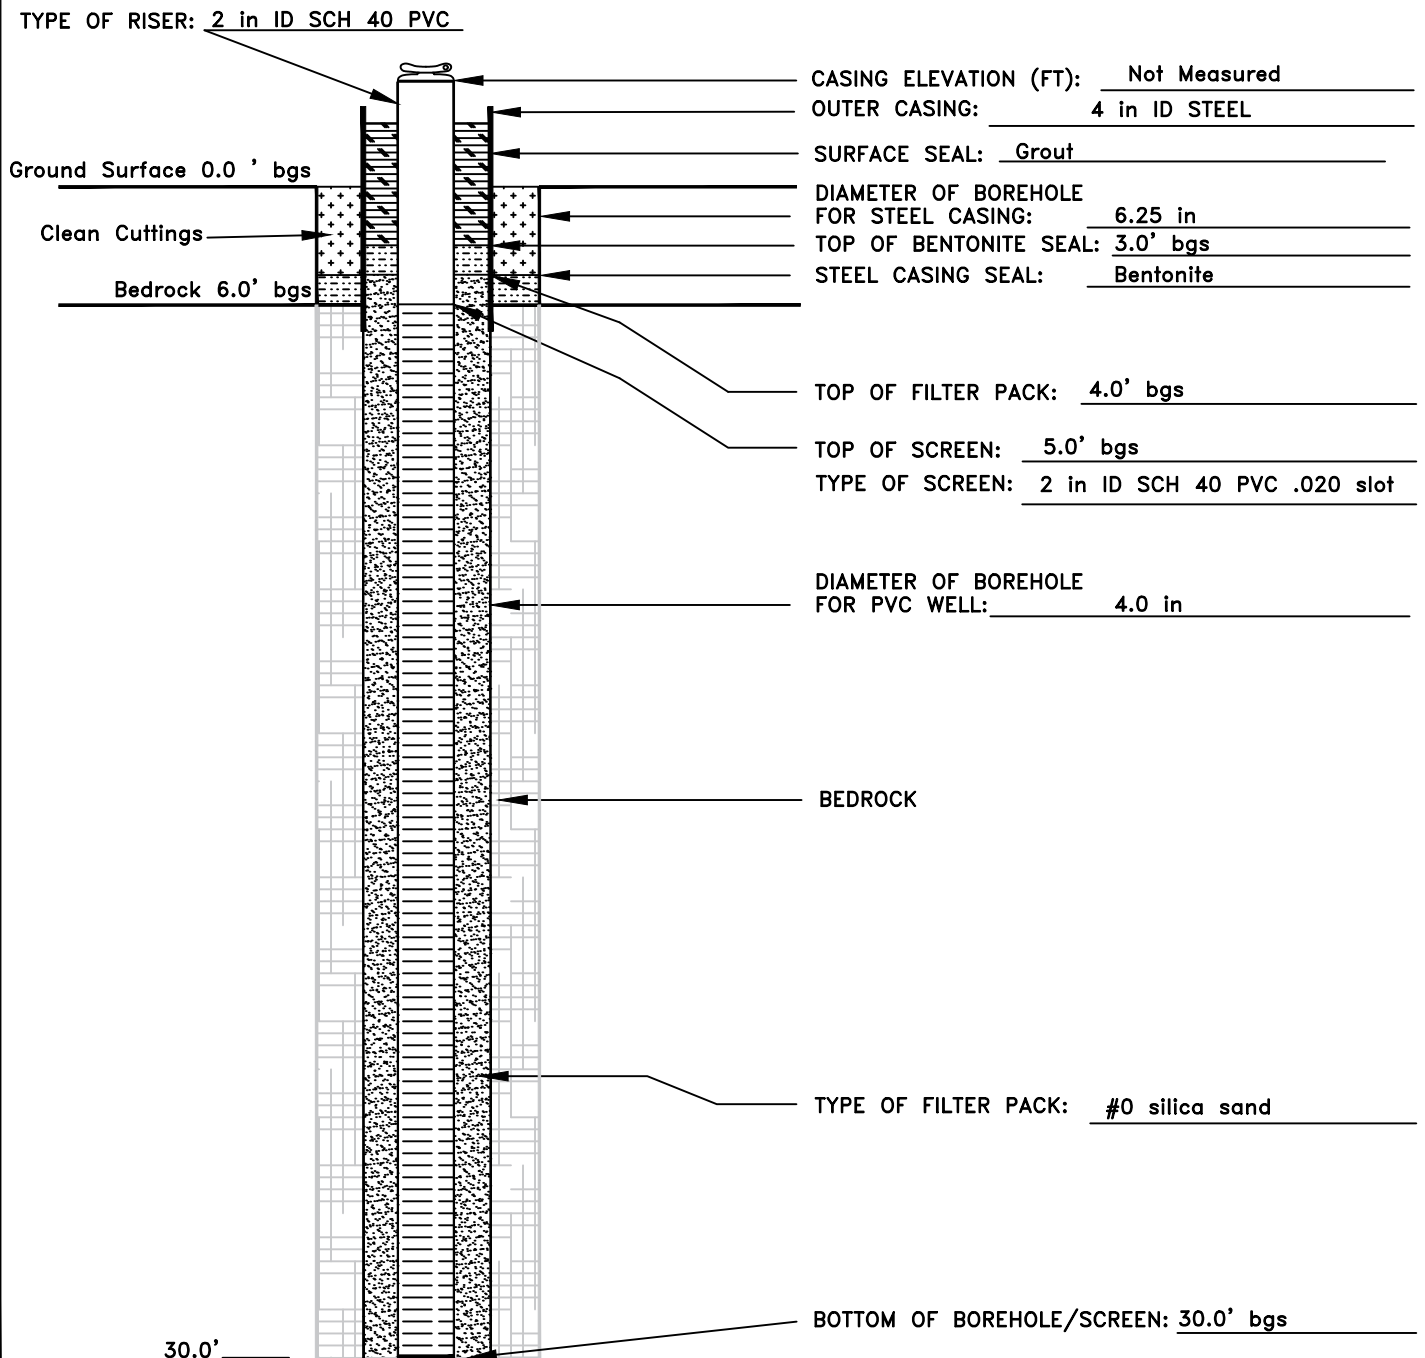 TYPE OF RISER: 2 in ID SCH 40 PVC
CASING ELEVATION (FT): Not Measured
OUTER CASING: 4 in ID STEEL
SURFACE SEAL: Grout
Ground Surface 0.0 ' bgs
DIAMETER OF BOREHOLE
FOR STEEL CASING: 6.25 in
Clean Cuttings
TOP OF BENTONITE SEAL: 3.0' bgs
STEEL CASING SEAL: Bentonite
Bedrock 6.0' bgs
TOP OF FILTER PACK: 4.0' bgs
TOP OF SCREEN: 5.0' bgs
TYPE OF SCREEN: 2 in ID SCH 40 PVC .020 slot
DIAMETER OF BOREHOLE
FOR PVC WELL: 4.0 in
BEDROCK
TYPE OF FILTER PACK: #0 silica sand
BOTTOM OF BOREHOLE/SCREEN: 30.0' bgs
30.0'